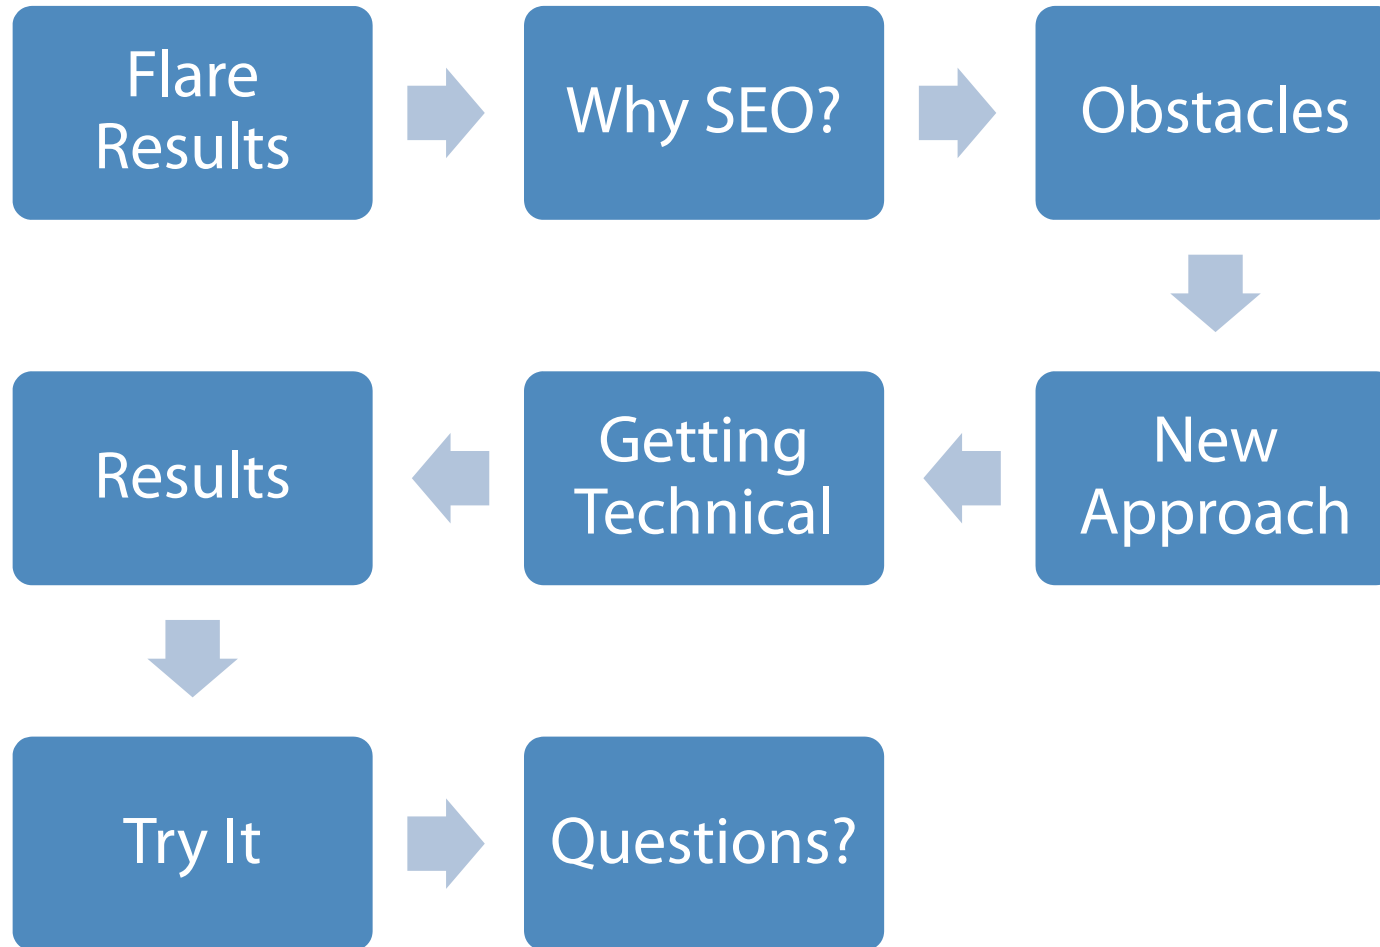 Flare
Results
Why SEO?
Obstacles
New
Approach
Getting
Technical
Results
Try It
Questions?